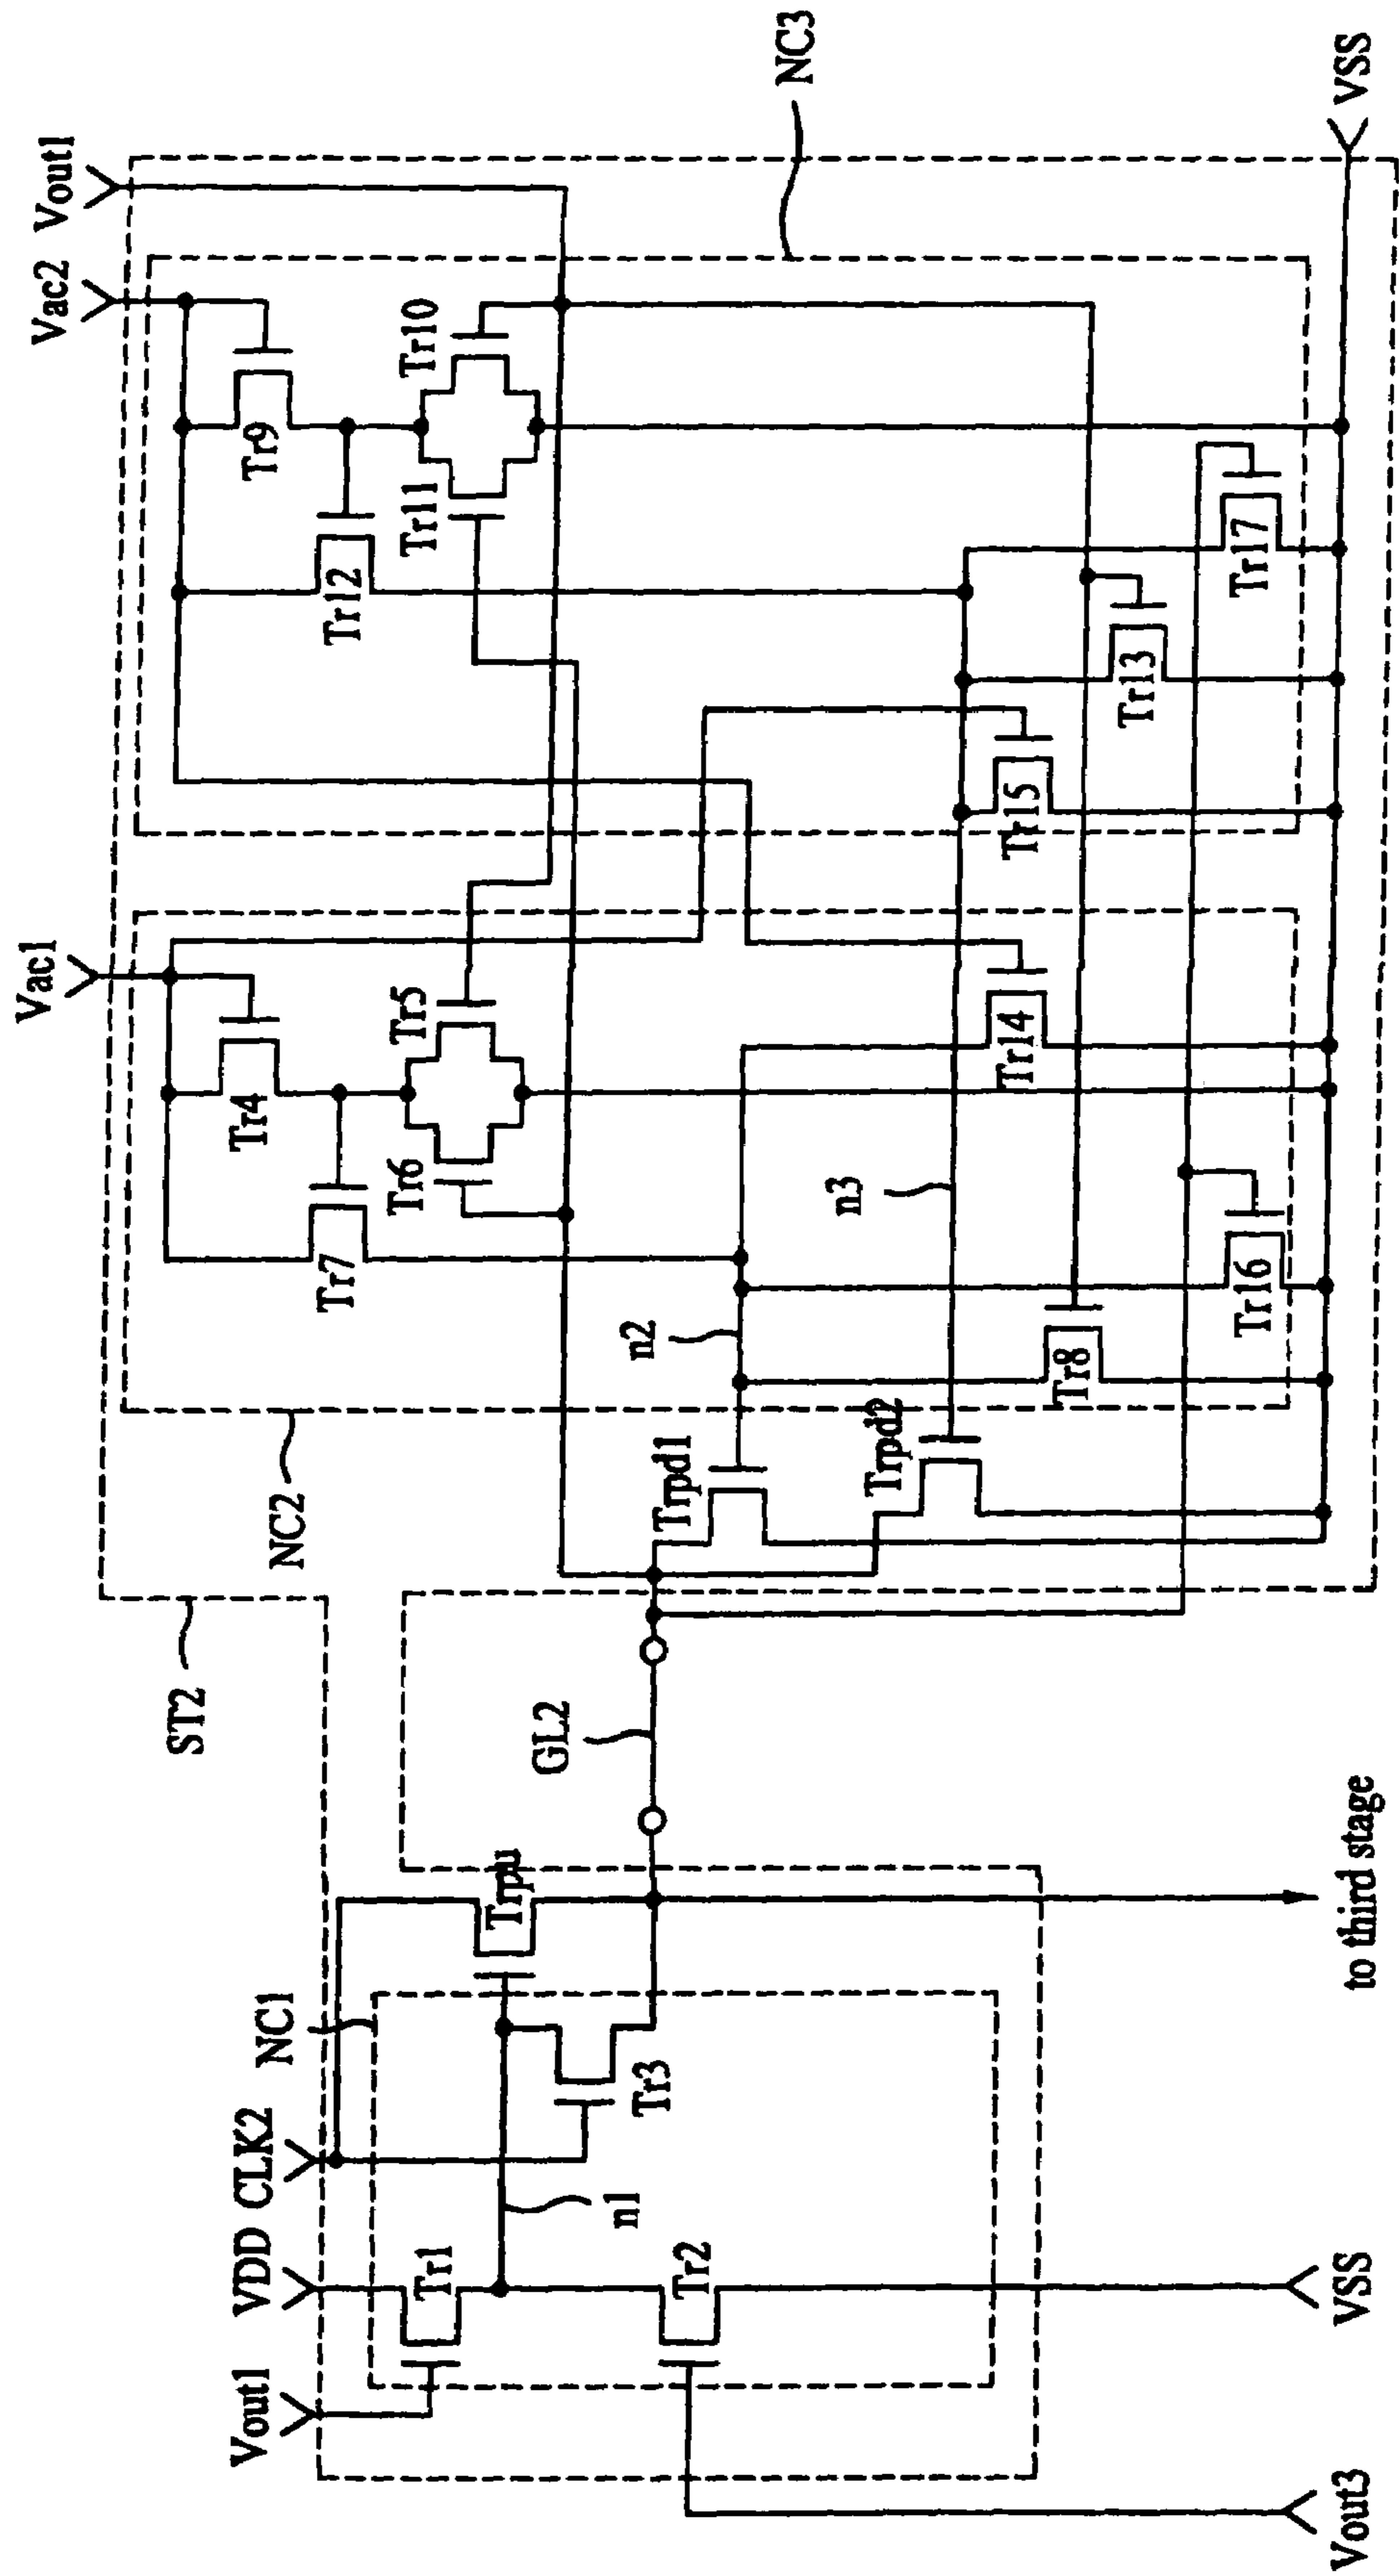 Vout1
VDD
CLK2
NC1
ST2
NC2
Vac1
Vac2
Vout1
NC3
Tr1
n1
Tr2
Tr3
Trpu
GL2
Trpd1
Trpd2
n2
n3
Tr7
Tr4
Tr6
Tr5
Tr8
Tr16
Tr14
Tr12
Tr9
Tr11
Tr10
Tr15
Tr13
Tr17
Vout3
VSS
to third stage
VSS